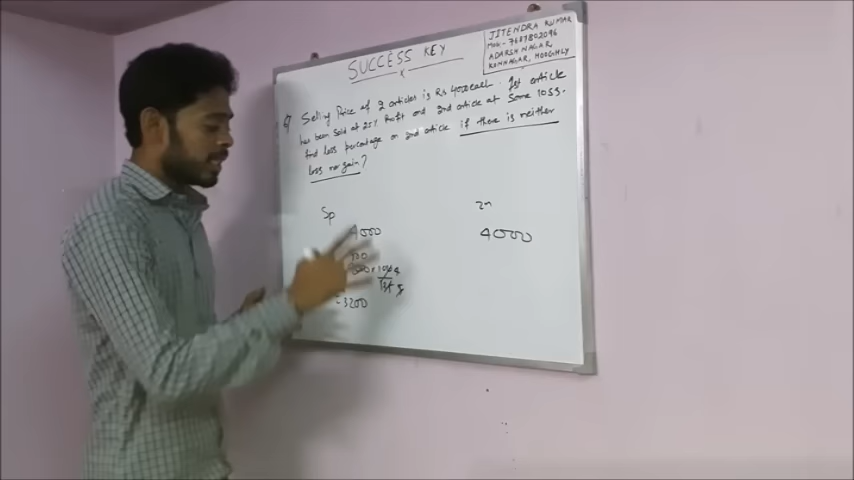 SUCCESS KEY
x
JITENDRA KUMAR
MOB - 7687802096
ADARSH NAGAR,
KONNAGAR, HOOGHLY
Selling Price of 2 articles is Rs 4000 each. 1st article
has been sold at 25% Profit and 2nd article at some loss.
find loss percentage on 2nd article if there is neither
loss nor gain?
Sp
4000
4000
= 3200